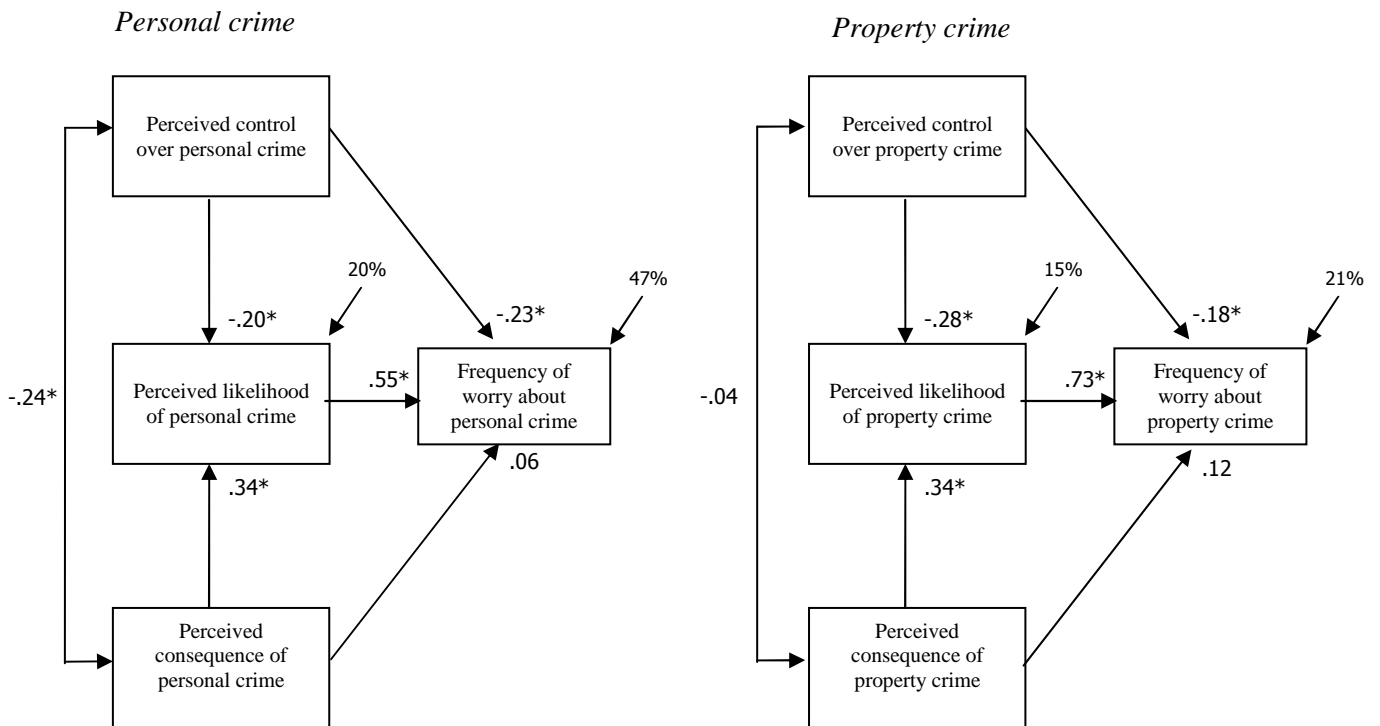 Personal crime
Perceived control
over personal crime
20%
47%
-.20*
-.23*
-.24*
Perceived likelihood
of personal crime
.55*
Frequency of
worry about
personal crime
.34*
.06
Perceived
consequence of
personal crime
Property crime
Perceived control
over property crime
15%
21%
-.28*
-.18*
-.04
Perceived likelihood
of property crime
.73*
Frequency of
worry about
property crime
.34*
.12
Perceived
consequence of
property crime